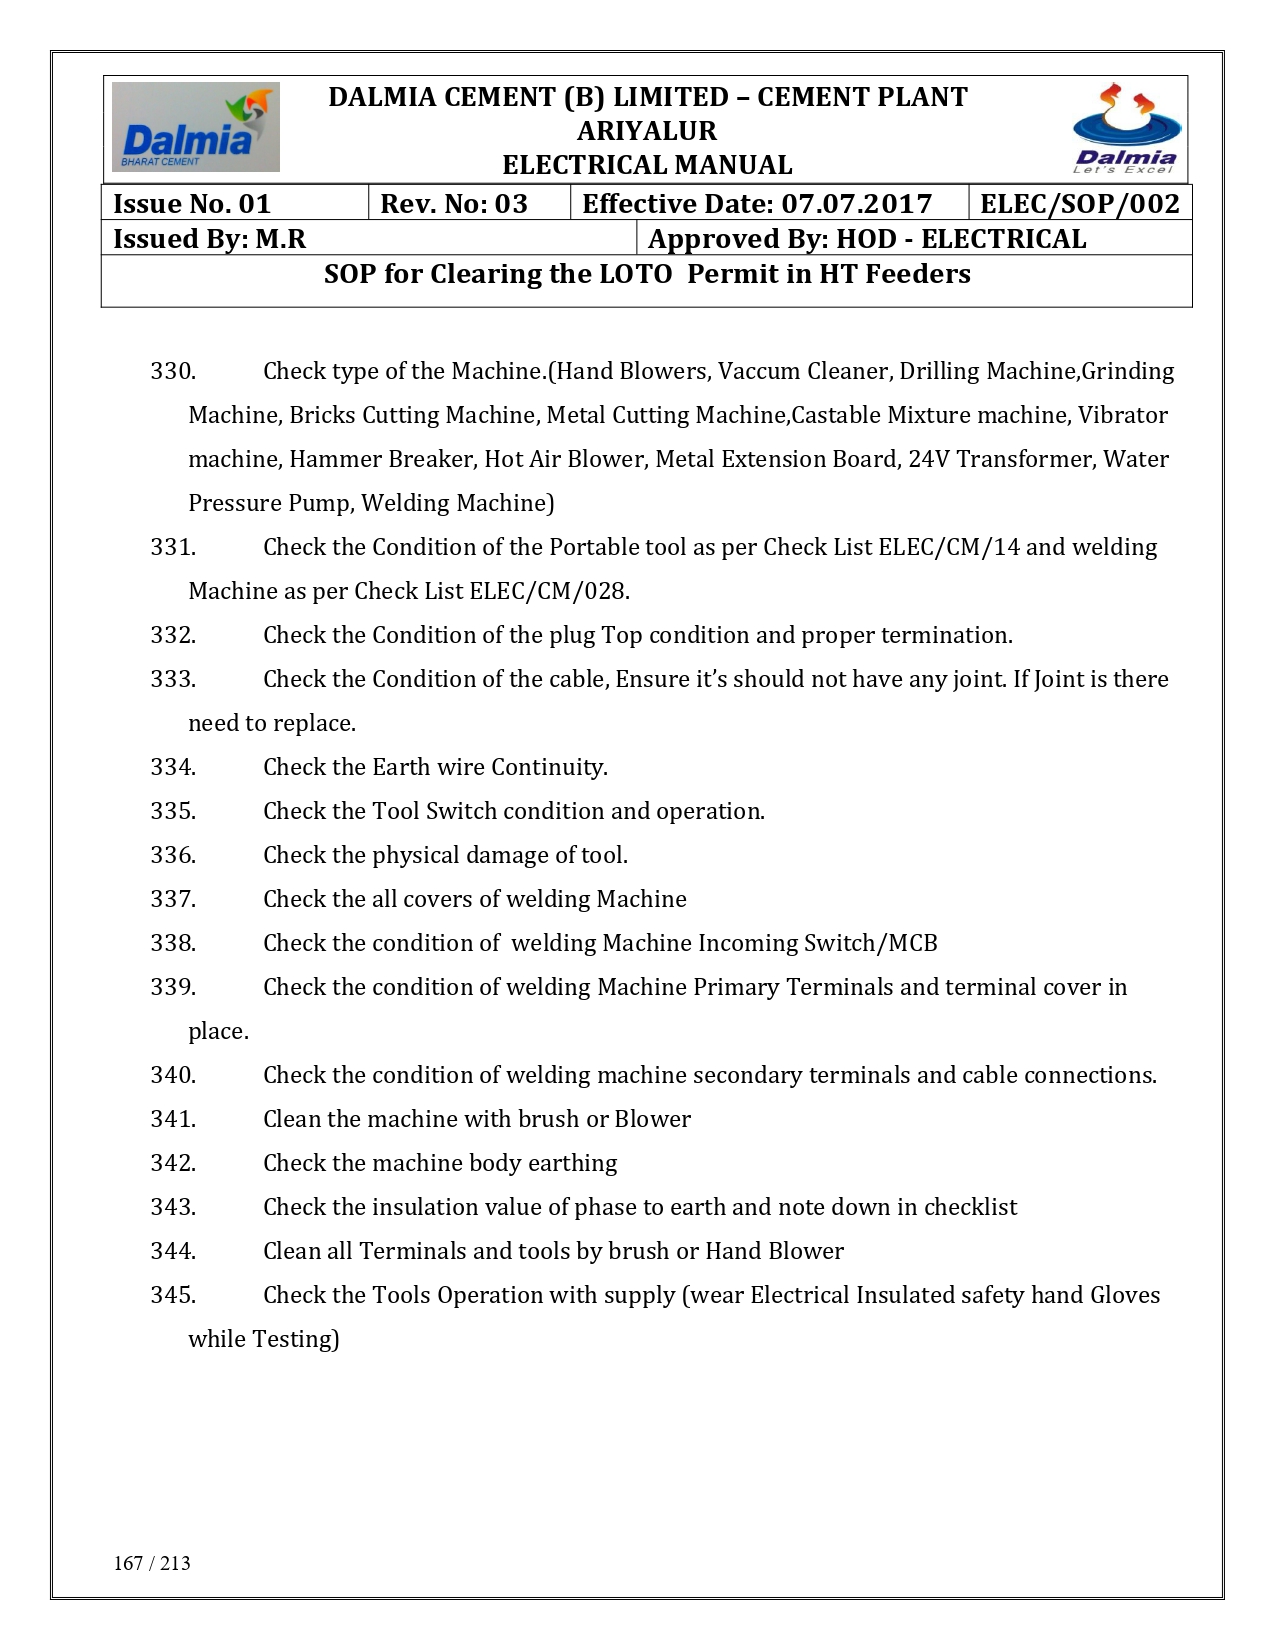 Dalmia
BHARAT CEMENT
DALMIA CEMENT (B) LIMITED – CEMENT PLANT
ARIYALUR
ELECTRICAL MANUAL
Dalmia
Let's Excel
Issue No. 01 Rev. No: 03 Effective Date: 07.07.2017 ELEC/SOP/002
Issued By: M.R Approved By: HOD - ELECTRICAL
SOP for Clearing the LOTO  Permit in HT Feeders
330. Check type of the Machine.(Hand Blowers, Vaccum Cleaner, Drilling Machine,Grinding
Machine, Bricks Cutting Machine, Metal Cutting Machine,Castable Mixture machine, Vibrator
machine, Hammer Breaker, Hot Air Blower, Metal Extension Board, 24V Transformer, Water
Pressure Pump, Welding Machine)
331. Check the Condition of the Portable tool as per Check List ELEC/CM/14 and welding
Machine as per Check List ELEC/CM/028.
332. Check the Condition of the plug Top condition and proper termination.
333. Check the Condition of the cable, Ensure it’s should not have any joint. If Joint is there
need to replace.
334. Check the Earth wire Continuity.
335. Check the Tool Switch condition and operation.
336. Check the physical damage of tool.
337. Check the all covers of welding Machine
338. Check the condition of  welding Machine Incoming Switch/MCB
339. Check the condition of welding Machine Primary Terminals and terminal cover in
place.
340. Check the condition of welding machine secondary terminals and cable connections.
341. Clean the machine with brush or Blower
342. Check the machine body earthing
343. Check the insulation value of phase to earth and note down in checklist
344. Clean all Terminals and tools by brush or Hand Blower
345. Check the Tools Operation with supply (wear Electrical Insulated safety hand Gloves
while Testing)
167 / 213